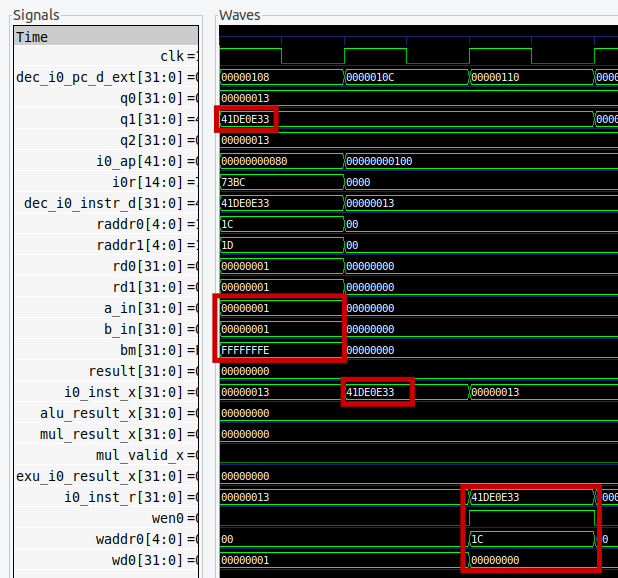 Signals Waves
Time
clk =1
dec_i0_pc_d_ext[31:0] =0 00000108 0000010C 00000110 0000
q0[31:0] =0 00000013
q1[31:0] =4 41DE0E33 0000
q2[31:0] =0 00000013
i0_ap[41:0] =0 00000000080 00000000100
i0r[14:0] =7 73BC 0000
dec_i0_instr_d[31:0] =4 41DE0E33 00000013
raddr0[4:0] =1 1C 00
raddr1[4:0] =1 1D 00
rd0[31:0] =0 00000001 00000000
rd1[31:0] =0 00000001 00000000
a_in[31:0] =0 00000001 00000000
b_in[31:0] =0 00000001 00000000
bm[31:0] = FFFFFFFE 00000000
result[31:0] =0 00000000
i0_inst_x[31:0] =0 00000013 41DE0E33 00000013
alu_result_x[31:0] =0 00000000
mul_result_x[31:0] =0 00000000
mul_valid_x =0
exu_i0_result_x[31:0] =0 00000000
i0_inst_r[31:0] =0 00000013 41DE0E33 000
wen0 =0
waddr0[4:0] =0 00 1C 0
wd0[31:0] =0 00000001 00000000